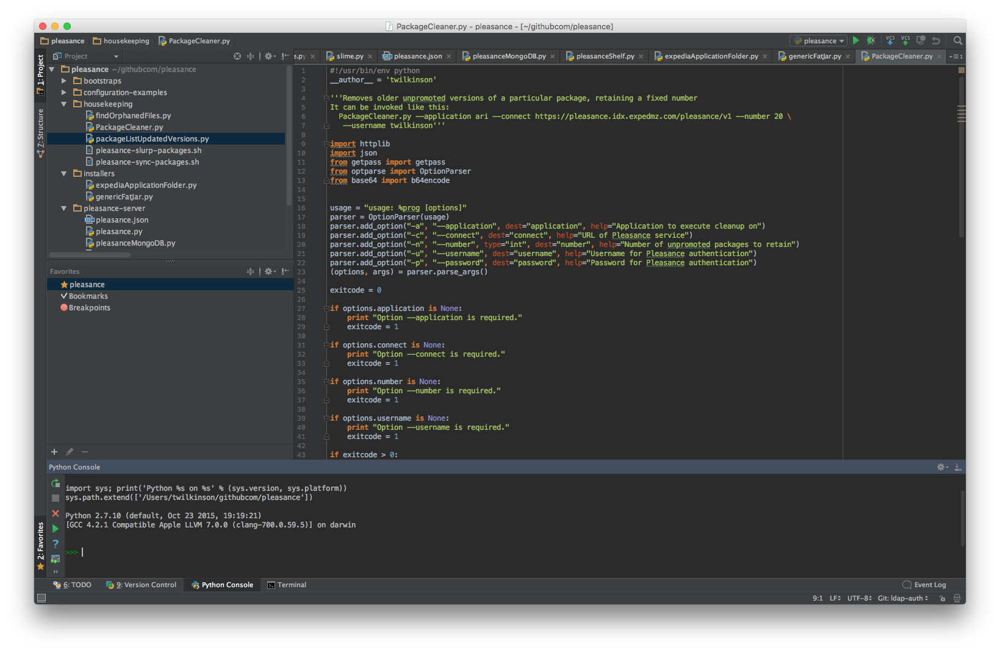 PackageCleaner.py - pleasance - [~/githubcom/pleasance]
pleasance housekeeping PackageCleaner.py
pleasance VCS VCS
1: Project
Z: Structure
2: Favorites
Project
pleasance ~/githubcom/pleasance
bootstraps
configuration-examples
housekeeping
findOrphanedFiles.py
PackageCleaner.py
packageListUpdatedVersions.py
pleasance-slurp-packages.sh
pleasance-sync-packages.sh
installers
expediaApplicationFolder.py
genericFatJar.py
pleasance-server
JSON pleasance.json
pleasance.py
pleasanceMongoDB.py
Favorites
pleasance
Bookmarks
Breakpoints
e.py slime.py JSON pleasance.json pleasanceMongoDB.py pleasanceShelf.py expediaApplicationFolder.py genericFatJar.py PackageCleaner.py 1
1 #!/usr/bin/env python
2 __author__ = 'twilkinson'
3
4 '''Removes older unpromoted versions of a particular package, retaining a fixed number
5 It can be invoked like this:
6 PackageCleaner.py --application ari --connect https://pleasance.idx.expedmz.com/pleasance/v1 --number 20 \
7 --username twilkinson'''
8
9 import httplib
10 import json
11 from getpass import getpass
12 from optparse import OptionParser
13 from base64 import b64encode
14
15
16 usage = "usage: %prog [options]"
17 parser = OptionParser(usage)
18 parser.add_option("-a", "--application", dest="application", help="Application to execute cleanup on")
19 parser.add_option("-c", "--connect", dest="connect", help="URL of Pleasance service")
20 parser.add_option("-n", "--number", type="int", dest="number", help="Number of unpromoted packages to retain")
21 parser.add_option("-u", "--username", dest="username", help="Username for Pleasance authentication")
22 parser.add_option("-p", "--password", dest="password", help="Password for Pleasance authentication")
23 (options, args) = parser.parse_args()
24
25 exitcode = 0
26
27 if options.application is None:
28 print "Option --application is required."
29 exitcode = 1
30
31 if options.connect is None:
32 print "Option --connect is required."
33 exitcode = 1
34
35 if options.number is None:
36 print "Option --number is required."
37 exitcode = 1
38
39 if options.username is None:
40 print "Option --username is required."
41 exitcode = 1
42
43 if exitcode > 0:
Python Console
import sys; print('Python %s on %s' % (sys.version, sys.platform))
sys.path.extend(['/Users/twilkinson/githubcom/pleasance'])
Python 2.7.10 (default, Oct 23 2015, 19:19:21)
[GCC 4.2.1 Compatible Apple LLVM 7.0.0 (clang-700.0.59.5)] on darwin
>>>
6: TODO 9: Version Control Python Console Terminal Event Log
9:1 LF UTF-8 Git: ldap-auth